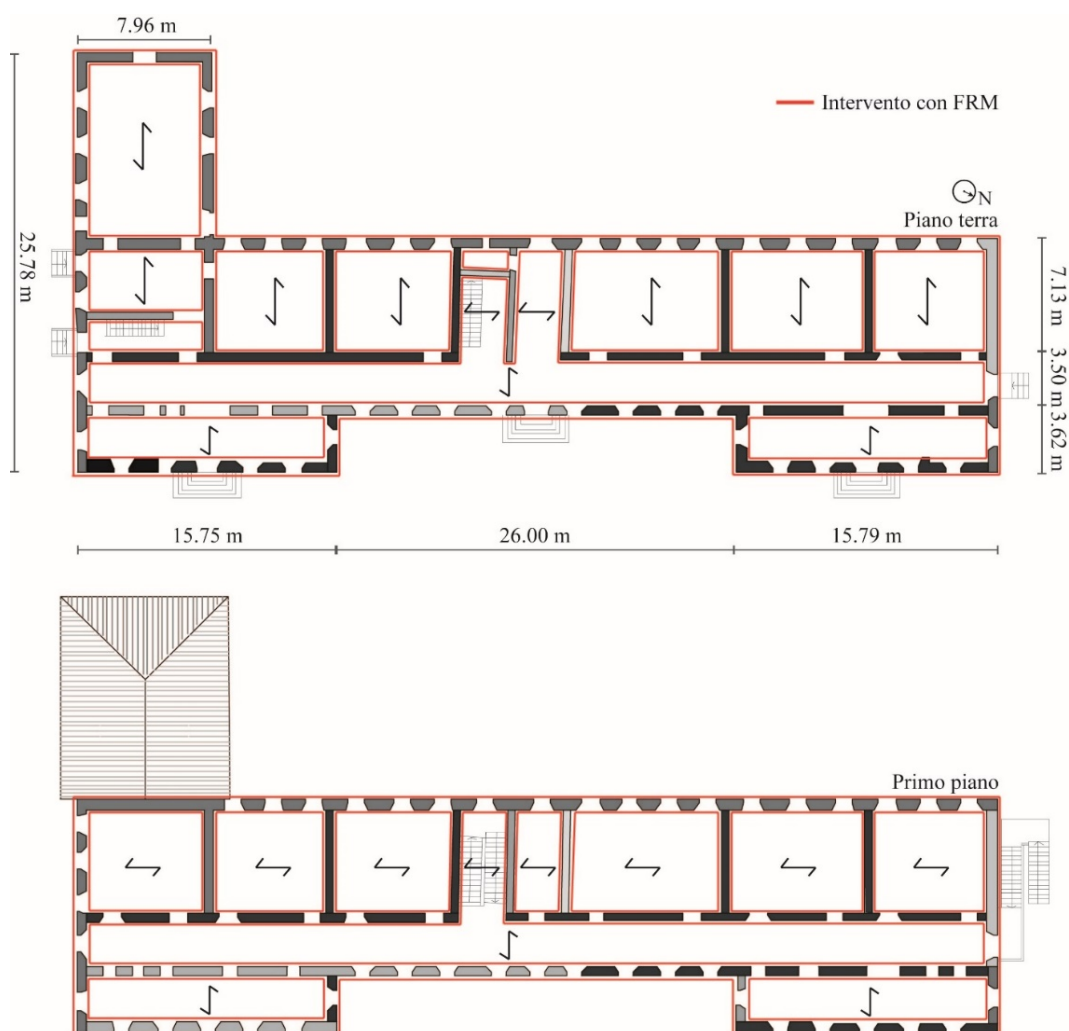 7.96 m
Intervento con FRM
N
Piano terra
25.78 m
7.13 m
3.50 m
3.62 m
15.75 m
26.00 m
15.79 m
Primo piano